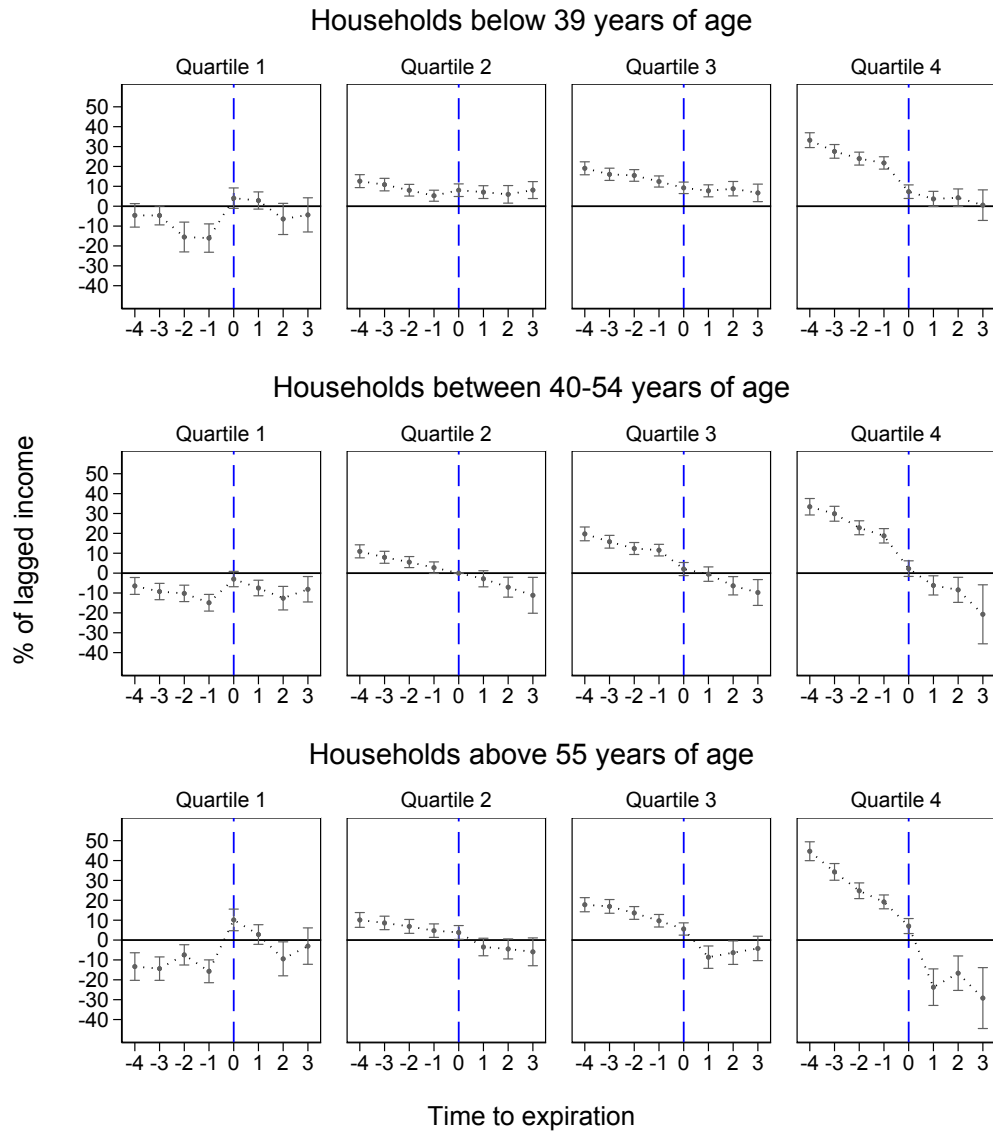 Households below 39 years of age
Quartile 1 Quartile 2 Quartile 3 Quartile 4
50
40
30
20
10
0
-10
-20
-30
-40
-4 -3 -2 -1 0 1 2 3 -4 -3 -2 -1 0 1 2 3 -4 -3 -2 -1 0 1 2 3 -4 -3 -2 -1 0 1 2 3
Households between 40-54 years of age
Quartile 1 Quartile 2 Quartile 3 Quartile 4
% of lagged income
50
40
30
20
10
0
-10
-20
-30
-40
-4 -3 -2 -1 0 1 2 3 -4 -3 -2 -1 0 1 2 3 -4 -3 -2 -1 0 1 2 3 -4 -3 -2 -1 0 1 2 3
Households above 55 years of age
Quartile 1 Quartile 2 Quartile 3 Quartile 4
50
40
30
20
10
0
-10
-20
-30
-40
-4 -3 -2 -1 0 1 2 3 -4 -3 -2 -1 0 1 2 3 -4 -3 -2 -1 0 1 2 3 -4 -3 -2 -1 0 1 2 3
Time to expiration